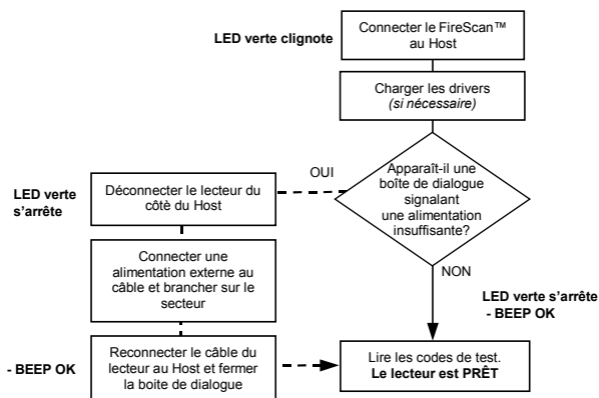 LED verte clignote
Connecter le FireScan™
au Host
Charger les drivers
(si nécessaire)
Apparaît-il une
boîte de dialogue
signalant
une alimentation
insuffisante?
OUI
LED verte
s’arrête
Déconnecter le lecteur du
côtè du Host
Connecter une
alimentation externe au
câble et brancher sur le
secteur
NON
LED verte s’arrête
- BEEP OK
- BEEP OK
Reconnecter le câble du
lecteur au Host et fermer
la boite de dialogue
Lire les codes de test.
Le lecteur est PRÊT